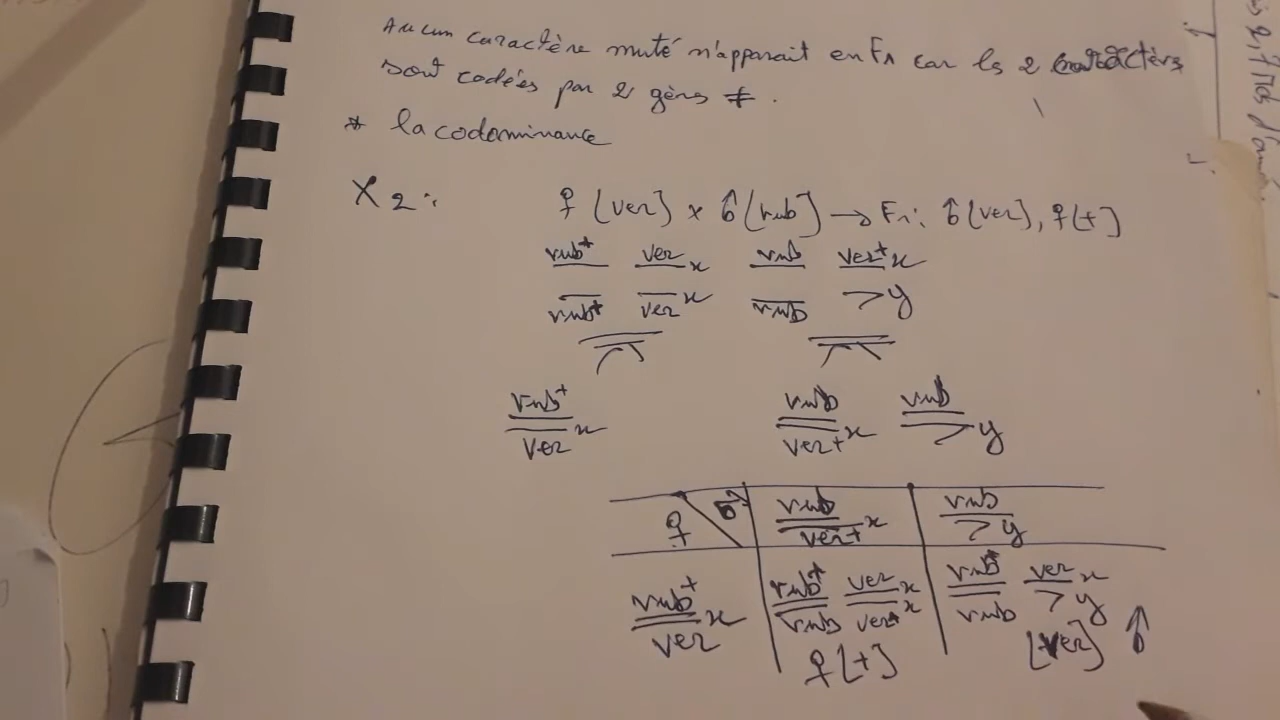 Aucun caractère muté n'apparait en F1 car les 2 caractères
sont codées par 2 gèns ≠.
* la codominance
X2: ♀ [ver] x ♂ [rub] → F1: ♂ [ver], ♀ [+]
rub+ ver x rub ver+ x
rub+ ver x rub > y
rub+ rub rub
ver x ver+ x > y
♀ ♂ rub rub
ver+ x > y
rub+ rub+ ver x rub+ ver x
ver x rub ver+ x rub > y
♀ [+] [ver] ♂